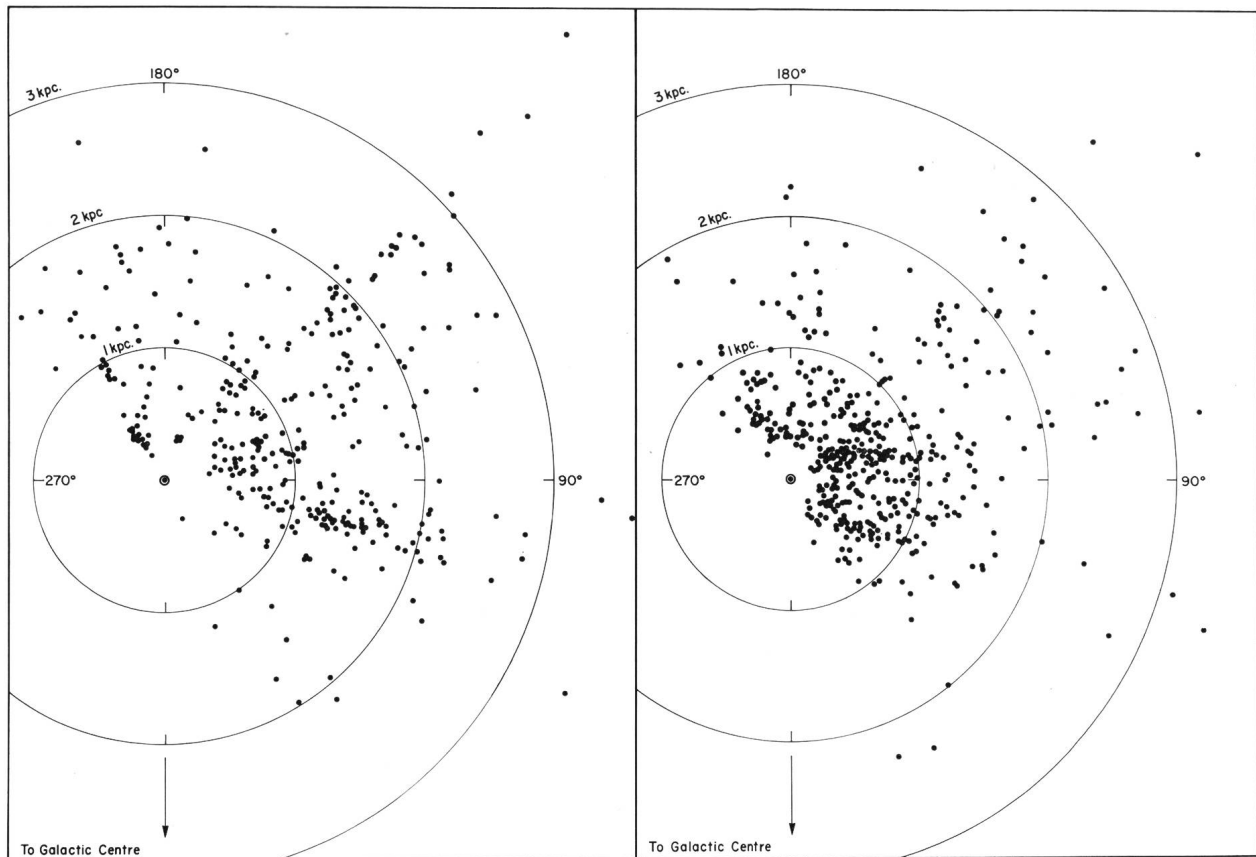 180°
3 kpc.
2 kpc
1 kpc.
270°
90°
To Galactic Centre
180°
3 kpc.
2 kpc.
1 kpc.
270°
90°
To Galactic Centre